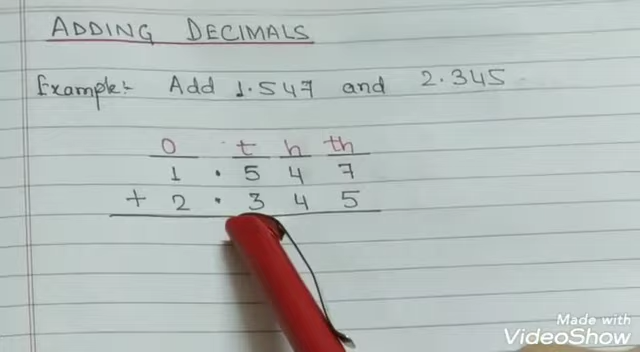 ADDING DECIMALS
Example:- Add 1.547 and 2.345
O . t h th
1 . 5 4 7
+ 2 . 3 4 5
Made with
VideoShow